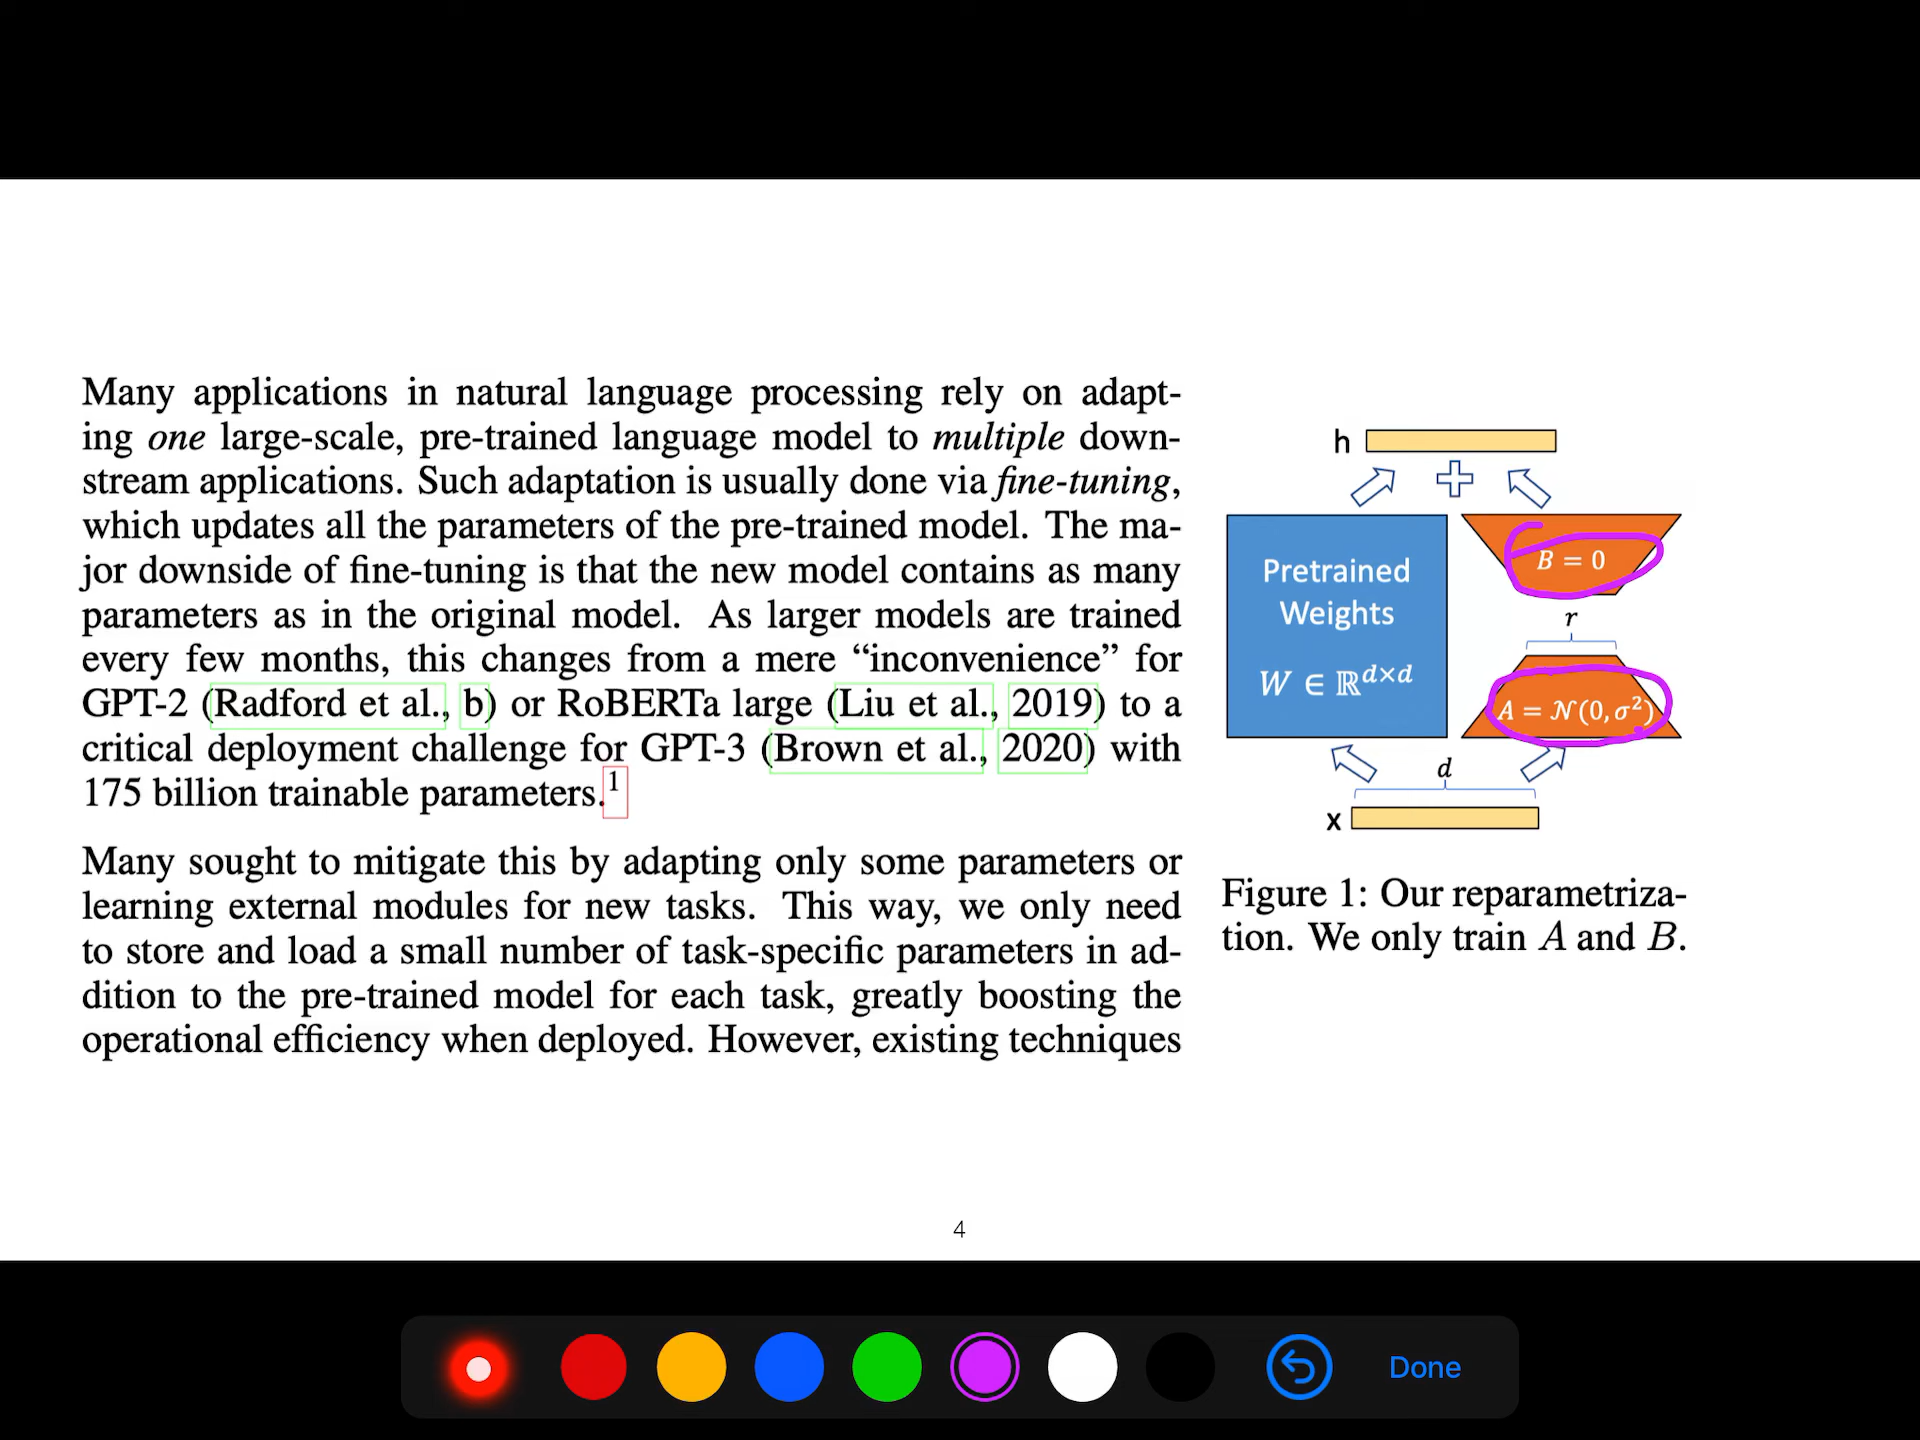 Many applications in natural language processing rely on adapt-
ing one large-scale, pre-trained language model to multiple down-
stream applications. Such adaptation is usually done via fine-tuning,
which updates all the parameters of the pre-trained model. The ma-
jor downside of fine-tuning is that the new model contains as many
parameters as in the original model. As larger models are trained
every few months, this changes from a mere “inconvenience” for
GPT-2 (Radford et al., b) or RoBERTa large (Liu et al., 2019) to a
critical deployment challenge for GPT-3 (Brown et al., 2020) with
175 billion trainable parameters.¹
Many sought to mitigate this by adapting only some parameters or
learning external modules for new tasks. This way, we only need
to store and load a small number of task-specific parameters in ad-
dition to the pre-trained model for each task, greatly boosting the
operational efficiency when deployed. However, existing techniques
h
Pretrained
Weights
W ∈ ℝᵈˣᵈ
B = 0
r
A = 𝒩(0, σ²)
d
x
Figure 1: Our reparametriza-
tion. We only train A and B.
4
Done